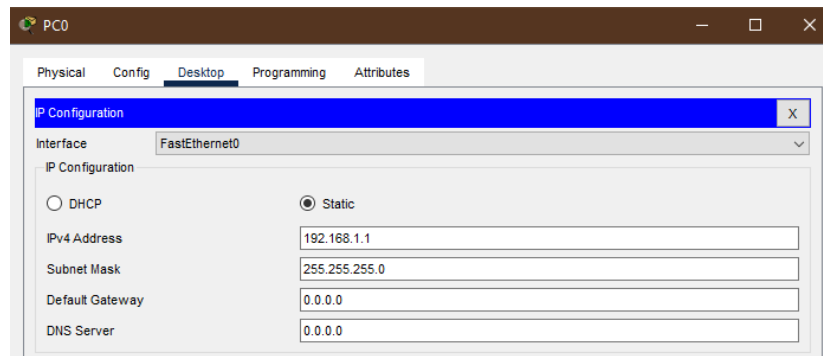 PC0
Physical Config Desktop Programming Attributes
IP Configuration X
Interface FastEthernet0
IP Configuration
DHCP Static
IPv4 Address 192.168.1.1
Subnet Mask 255.255.255.0
Default Gateway 0.0.0.0
DNS Server 0.0.0.0